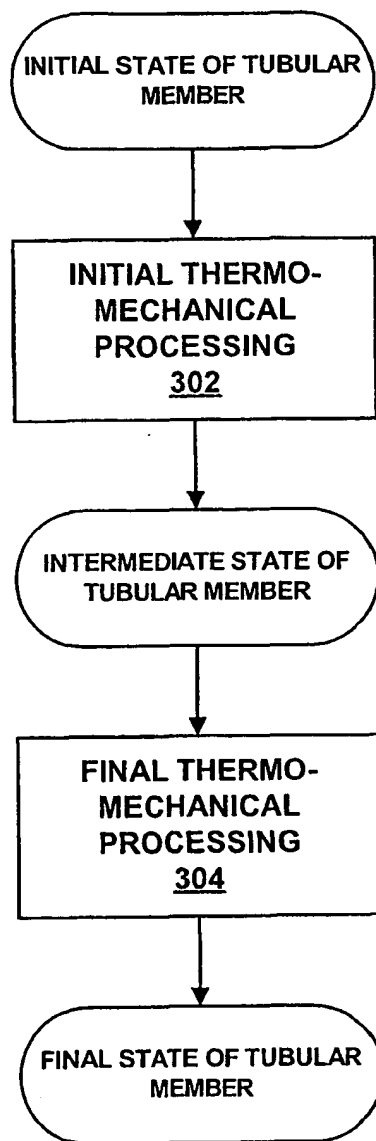 INITIAL STATE OF TUBULAR
MEMBER
INITIAL THERMO-
MECHANICAL
PROCESSING
302
INTERMEDIATE STATE OF
TUBULAR MEMBER
FINAL THERMO-
MECHANICAL
PROCESSING
304
FINAL STATE OF TUBULAR
MEMBER